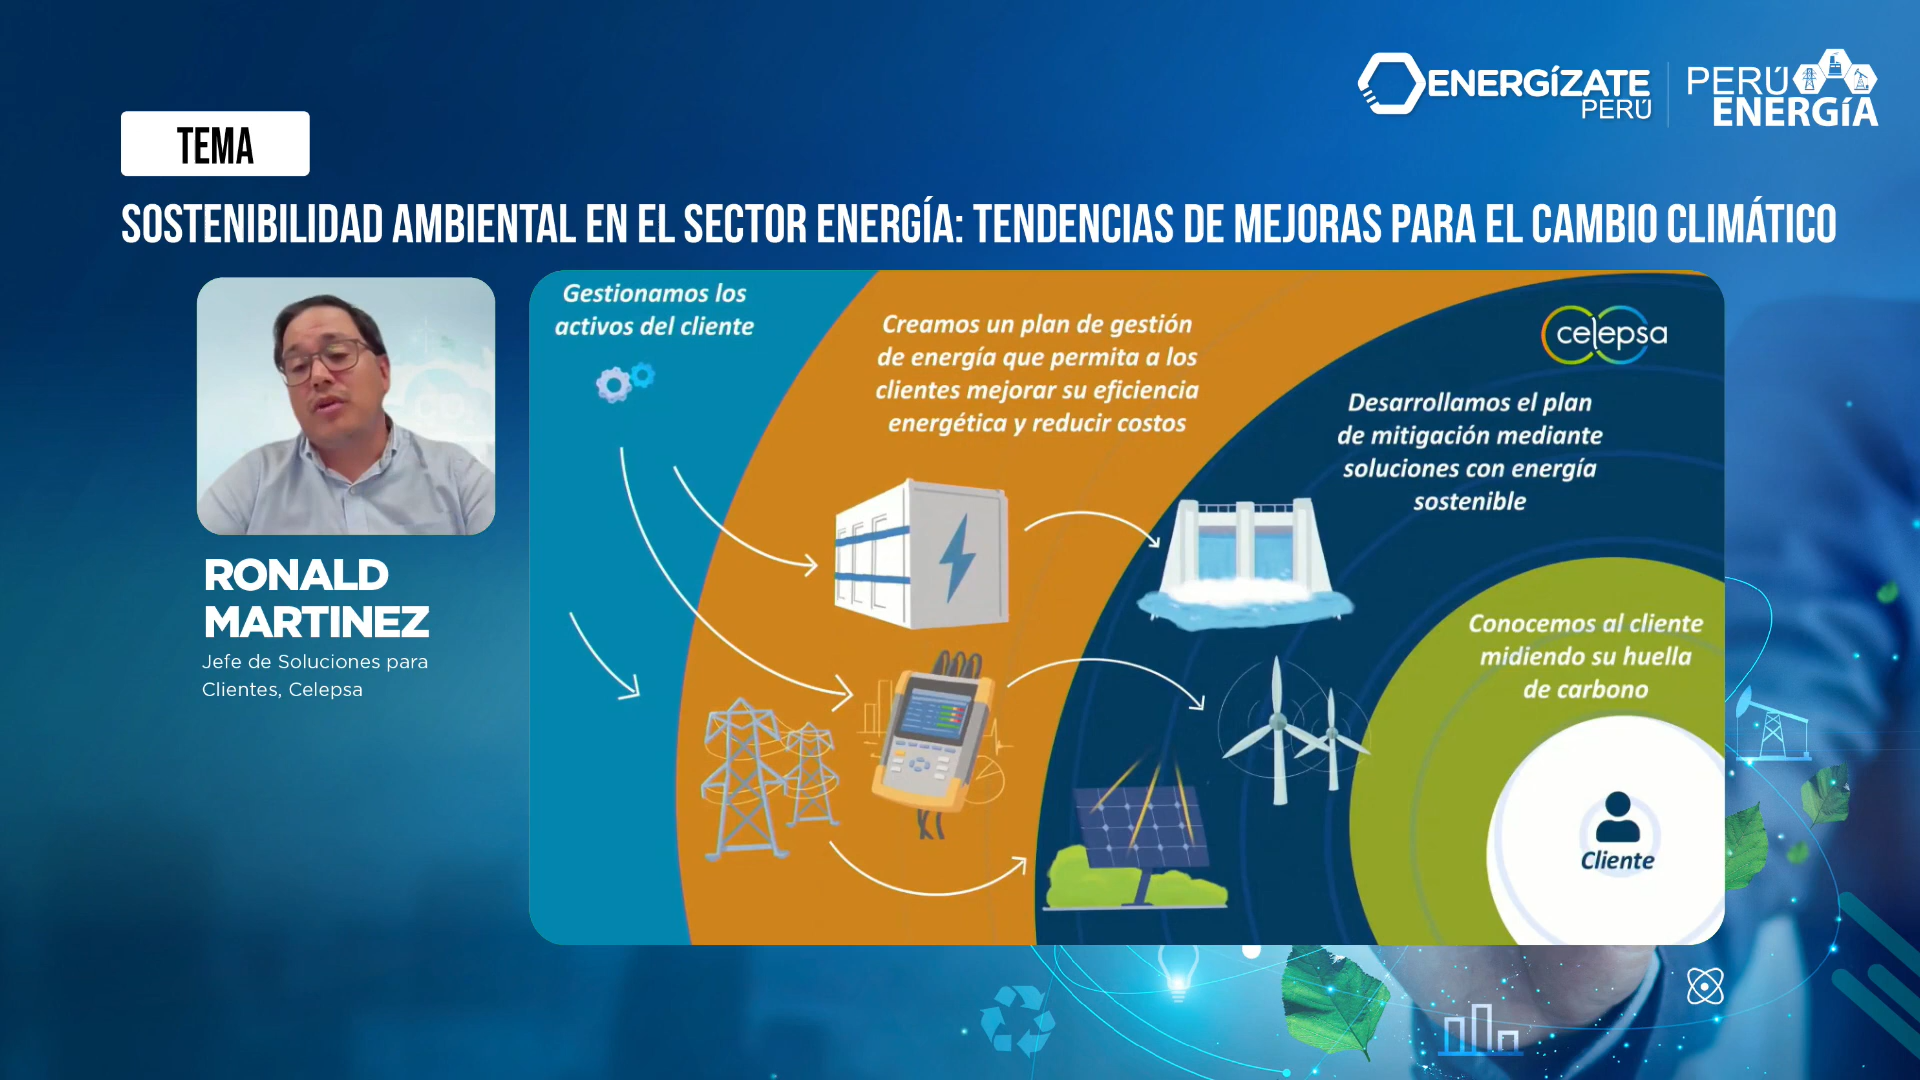 ENERGÍZATE
PERÚ
PERÚ
ENERGÍA
TEMA
SOSTENIBILIDAD AMBIENTAL EN EL SECTOR ENERGÍA: TENDENCIAS DE MEJORAS PARA EL CAMBIO CLIMÁTICO
RONALD
MARTINEZ
Jefe de Soluciones para
Clientes, Celepsa
Gestionamos los
activos del cliente
Creamos un plan de gestión
de energía que permita a los
clientes mejorar su eficiencia
energética y reducir costos
celepsa
Desarrollamos el plan
de mitigación mediante
soluciones con energía
sostenible
Conocemos al cliente
midiendo su huella
de carbono
Cliente